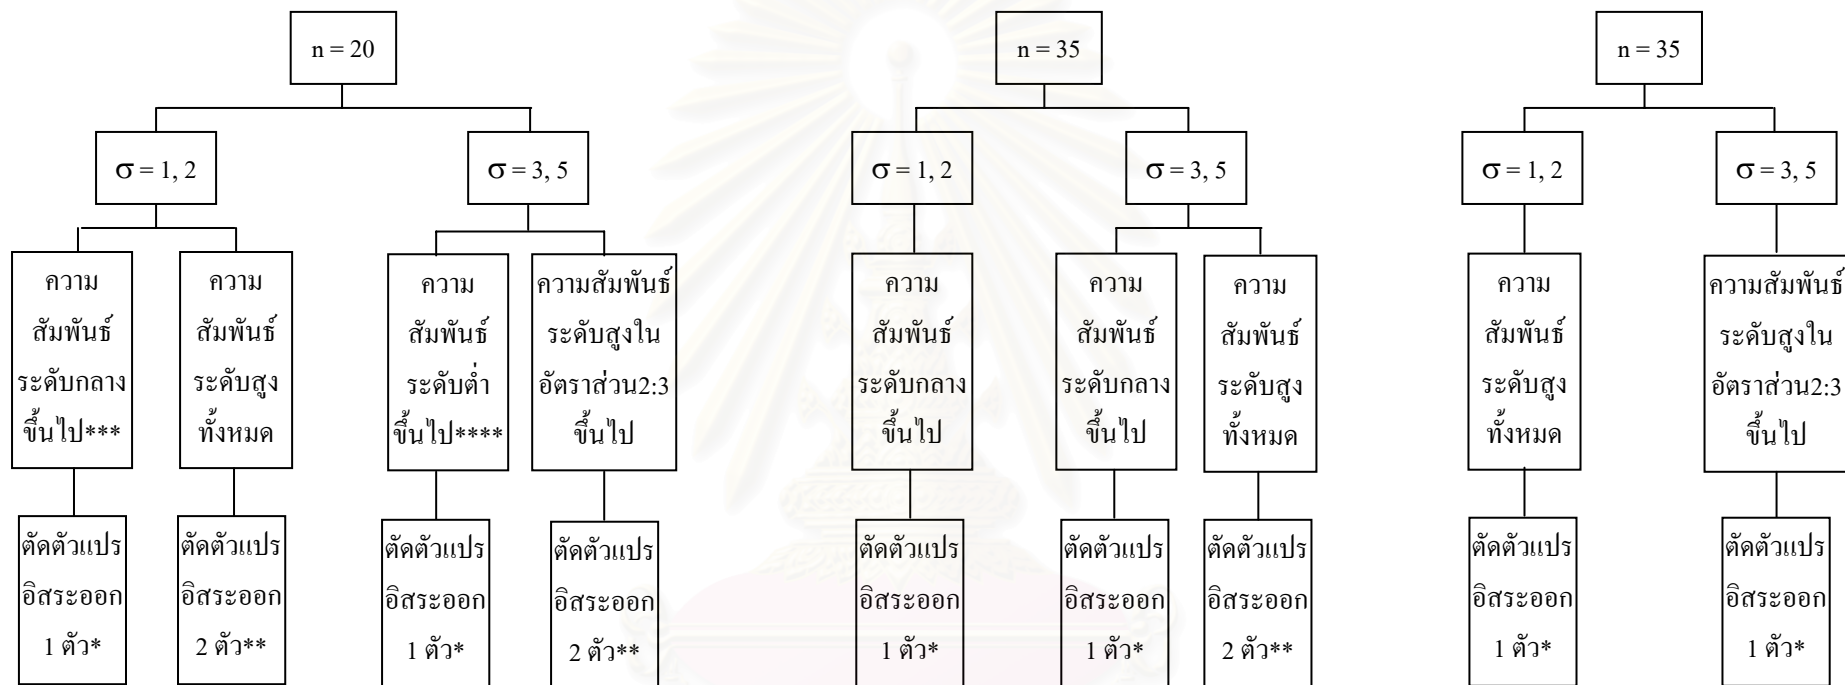 n = 20
σ = 1, 2
σ = 3, 5
ความ
สัมพันธ์
ระดับกลาง
ขึ้นไป***
ความ
สัมพันธ์
ระดับสูง
ทั้งหมด
ความ
สัมพันธ์
ระดับต่ำ
ขึ้นไป****
ความสัมพันธ์
ระดับสูงใน
อัตราส่วน2:3
ขึ้นไป
ตัดตัวแปร
อิสระออก
1 ตัว*
ตัดตัวแปร
อิสระออก
2 ตัว**
ตัดตัวแปร
อิสระออก
1 ตัว*
ตัดตัวแปร
อิสระออก
2 ตัว**
n = 35
σ = 1, 2
σ = 3, 5
ความ
สัมพันธ์
ระดับกลาง
ขึ้นไป
ความ
สัมพันธ์
ระดับกลาง
ขึ้นไป
ความ
สัมพันธ์
ระดับสูง
ทั้งหมด
ตัดตัวแปร
อิสระออก
1 ตัว*
ตัดตัวแปร
อิสระออก
1 ตัว*
ตัดตัวแปร
อิสระออก
2 ตัว**
n = 35
σ = 1, 2
σ = 3, 5
ความ
สัมพันธ์
ระดับสูง
ทั้งหมด
ความสัมพันธ์
ระดับสูงใน
อัตราส่วน2:3
ขึ้นไป
ตัดตัวแปร
อิสระออก
1 ตัว*
ตัดตัวแปร
อิสระออก
1 ตัว*